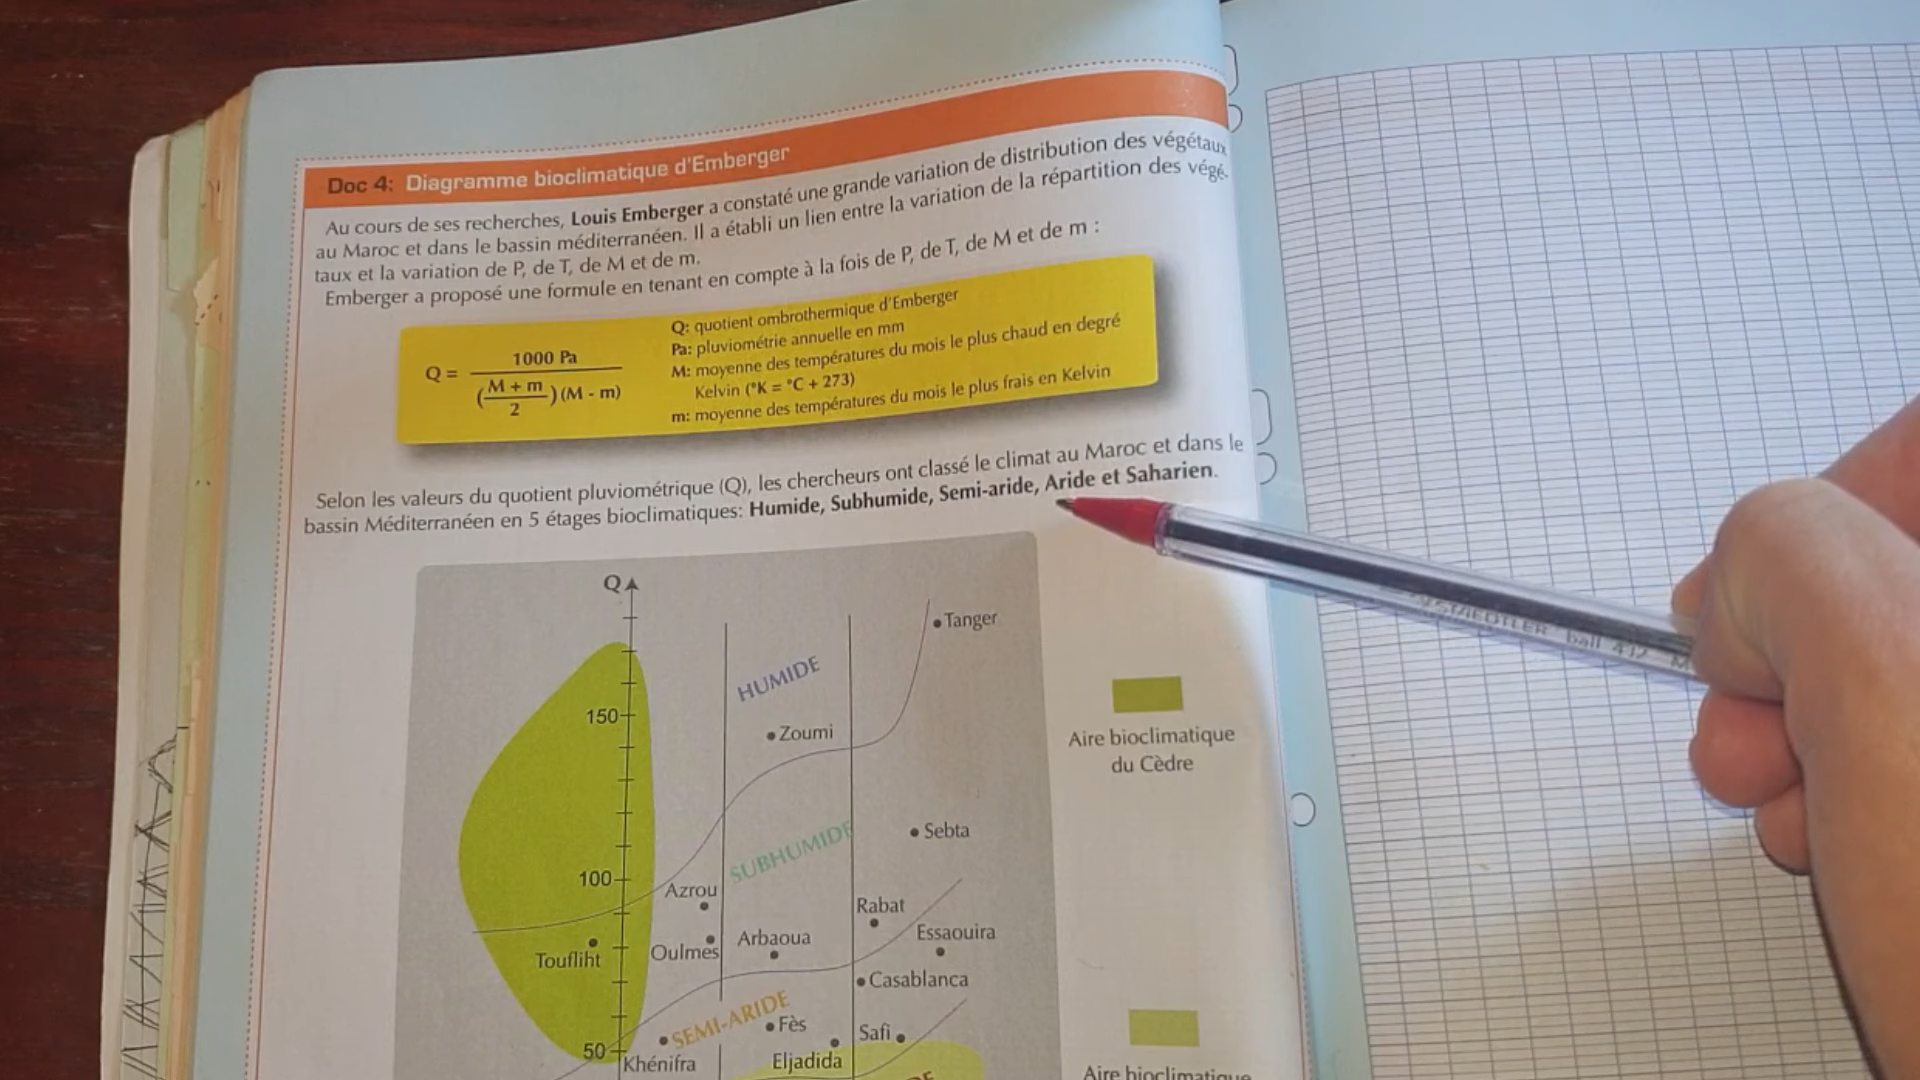 Doc 4: Diagramme bioclimatique d'Emberger
Au cours de ses recherches, Louis Emberger a constaté une grande variation de distribution des végétaux
au Maroc et dans le bassin méditerranéen. Il a établi un lien entre la variation de la répartition des végé-
taux et la variation de P, de T, de M et de m.
Emberger a proposé une formule en tenant en compte à la fois de P, de T, de M et de m :
Q = 1000 Pa / (M + m / 2) (M - m)
Q: quotient ombrothermique d'Emberger
Pa: pluviométrie annuelle en mm
M: moyenne des températures du mois le plus chaud en degré
Kelvin (°K = °C + 273)
m: moyenne des températures du mois le plus frais en Kelvin
Selon les valeurs du quotient pluviométrique (Q), les chercheurs ont classé le climat au Maroc et dans le
bassin Méditerranéen en 5 étages bioclimatiques: Humide, Subhumide, Semi-aride, Aride et Saharien.
Q
Tanger
HUMIDE
150
Zoumi
Aire bioclimatique
du Cèdre
SUBHUMIDE
Sebta
100
Azrou
Rabat
Toufliht
Oulmes
Arbaoua
Essaouira
Casablanca
SEMI-ARIDE
Fès
Safi
50
Khénifra
Eljadida
Aire bioclimatique
STAEDTLER ball 432 M